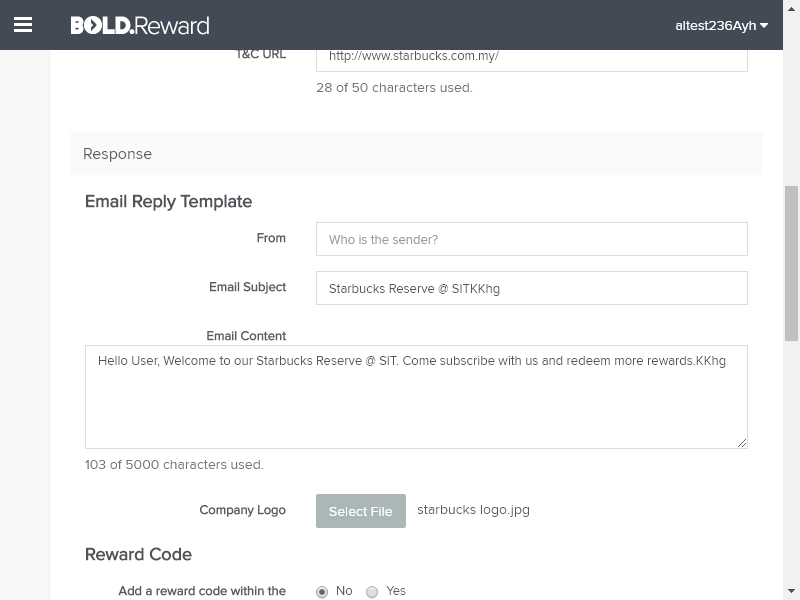 BOLD.Reward
altest236Ayh
T&C URL
http://www.starbucks.com.my/
28 of 50 characters used.
Response
Email Reply Template
From
Who is the sender?
Email Subject
Starbucks Reserve @ SITKKhg
Email Content
Hello User, Welcome to our Starbucks Reserve @ SIT. Come subscribe with us and redeem more rewards.KKhg
103 of 5000 characters used.
Company Logo
Select File
starbucks logo.jpg
Reward Code
Add a reward code within the
No
Yes